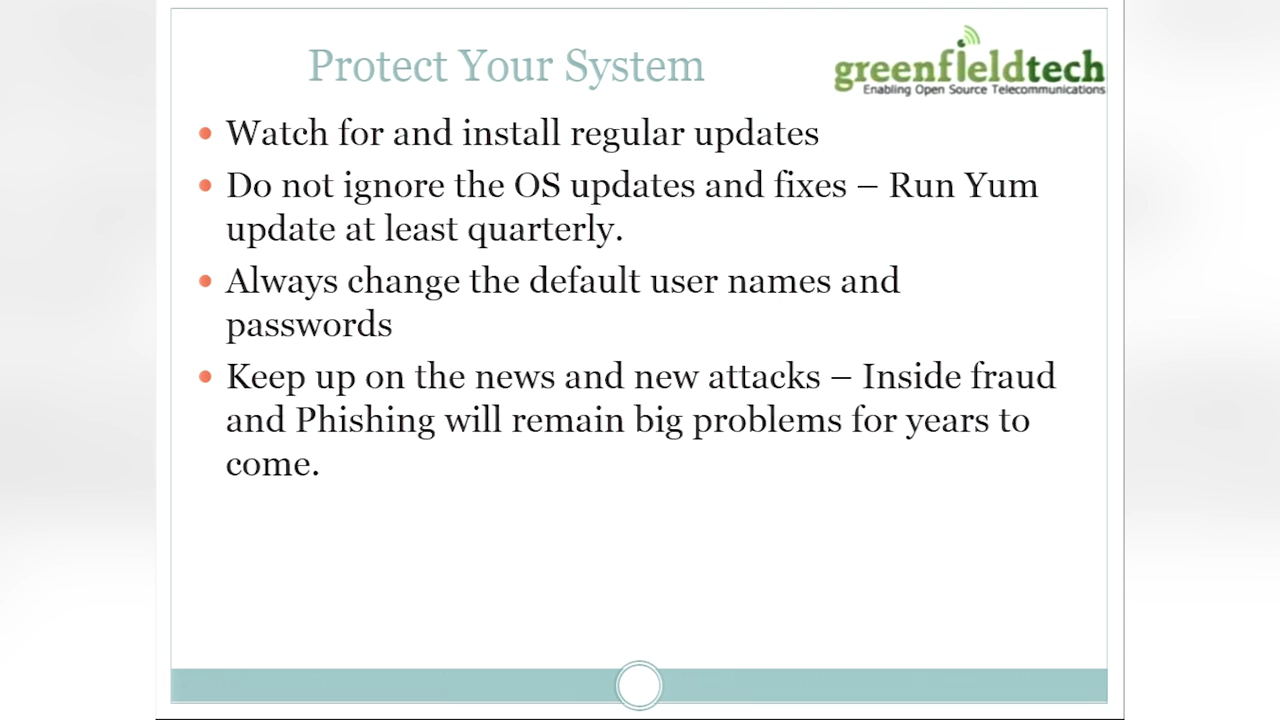 Protect Your System
greenfieldtech
Enabling Open Source Telecommunications
Watch for and install regular updates
Do not ignore the OS updates and fixes – Run Yum
update at least quarterly.
Always change the default user names and
passwords
Keep up on the news and new attacks – Inside fraud
and Phishing will remain big problems for years to
come.